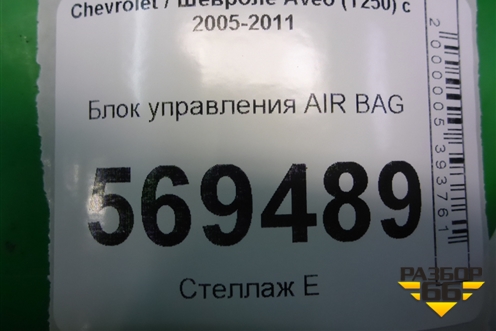 Chevrolet / Шевроле Aveo (T250) с
2005-2011
Блок управления AIR BAG
569489
Стеллаж Е
2000005393761
РАЗБОР
66